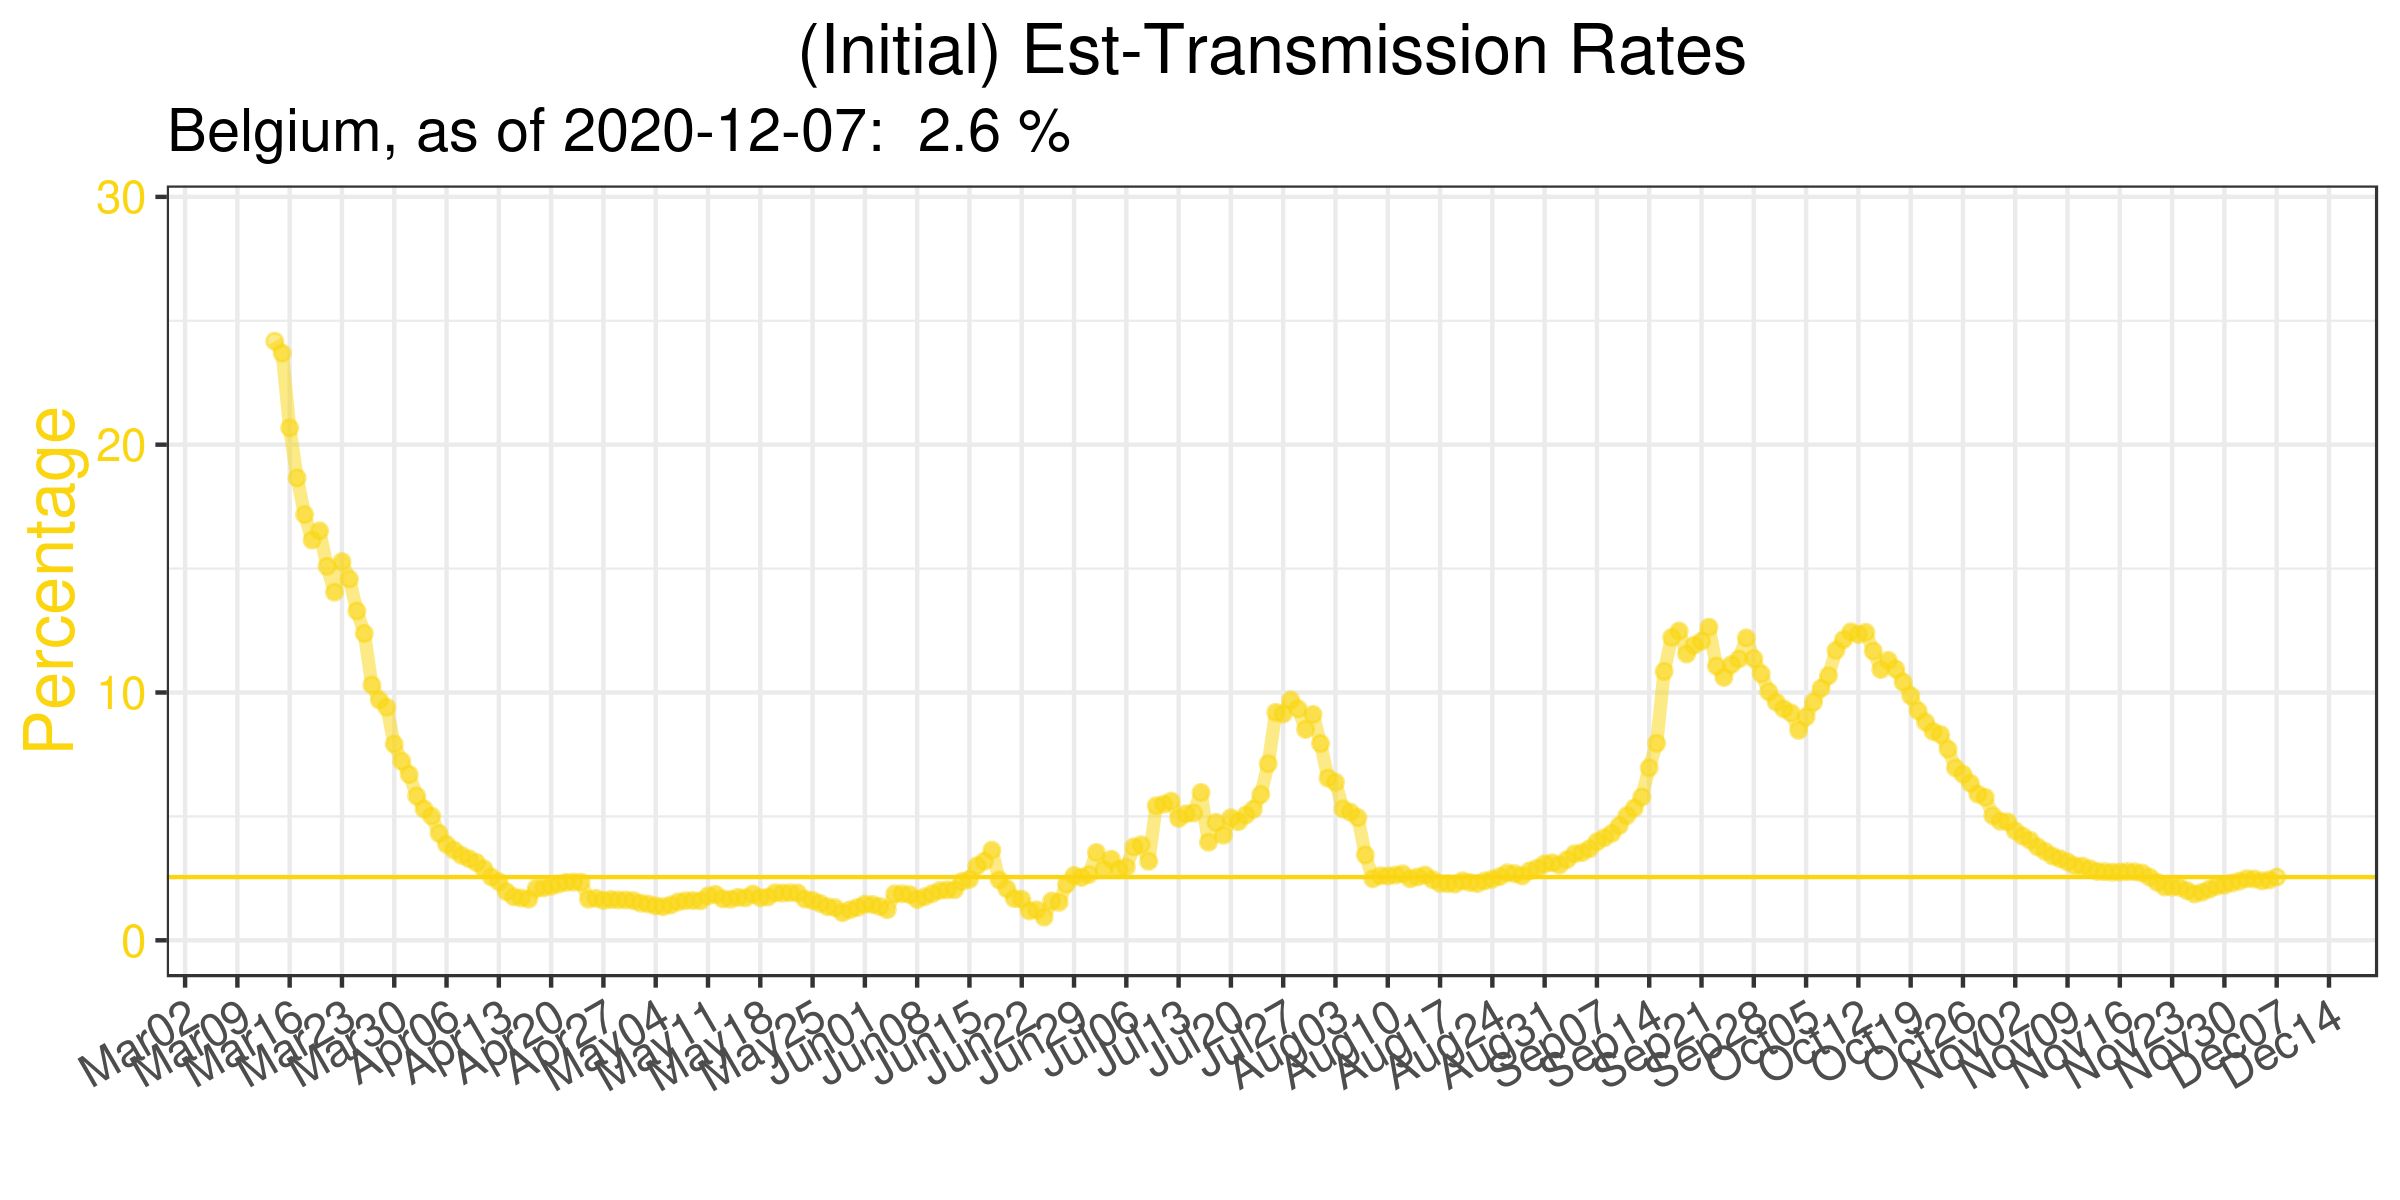 (Initial) Est-Transmission Rates
Belgium, as of 2020-12-07:  2.6 %
Percentage
30
20
10
0
Mar02
Mar09
Mar16
Mar23
Mar30
Apr06
Apr13
Apr20
Apr27
May04
May11
May18
May25
Jun01
Jun08
Jun15
Jun22
Jun29
Jul06
Jul13
Jul20
Jul27
Aug03
Aug10
Aug17
Aug24
Aug31
Sep07
Sep14
Sep21
Sep28
Oct05
Oct12
Oct19
Oct26
Nov02
Nov09
Nov16
Nov23
Nov30
Dec07
Dec14